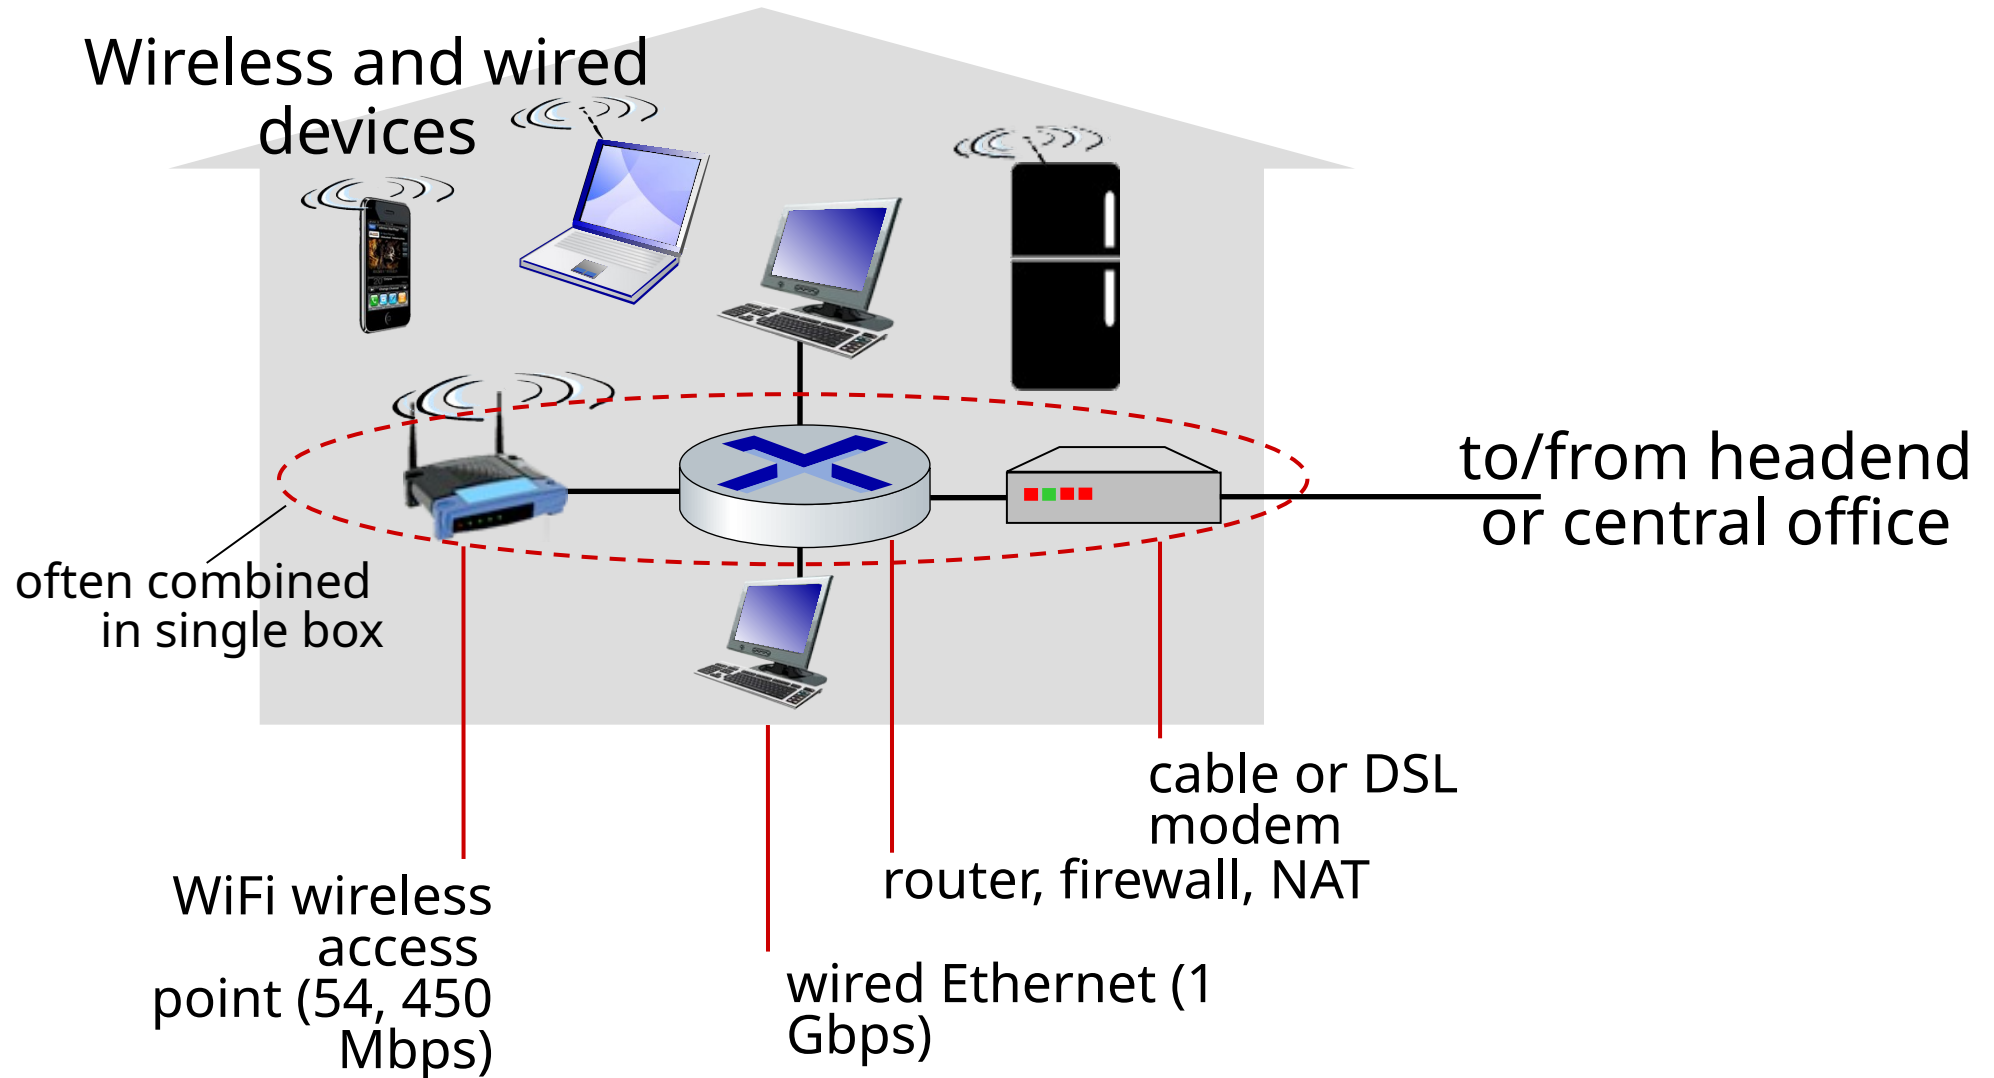 Wireless and wired
devices
to/from headend
or central office
often combined
in single box
cable or DSL
modem
router, firewall, NAT
WiFi wireless
access
point (54, 450
Mbps)
wired Ethernet (1
Gbps)